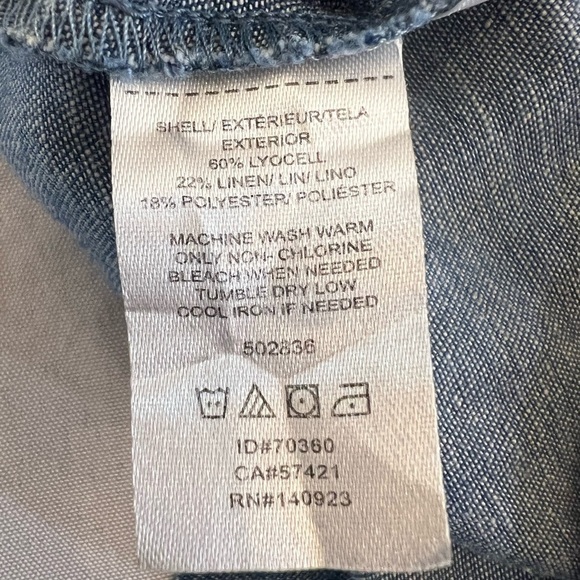 SHELL/ EXTÉRIEUR/TELA
EXTERIOR
60% LYOCELL
22% LINEN/ LIN/ LINO
18% POLYESTER/ POLIÉSTER
MACHINE WASH WARM
ONLY NON- CHLORINE
BLEACH WHEN NEEDED
TUMBLE DRY LOW
COOL IRON IF NEEDED
502836
ID#70360
CA#57421
RN#140923